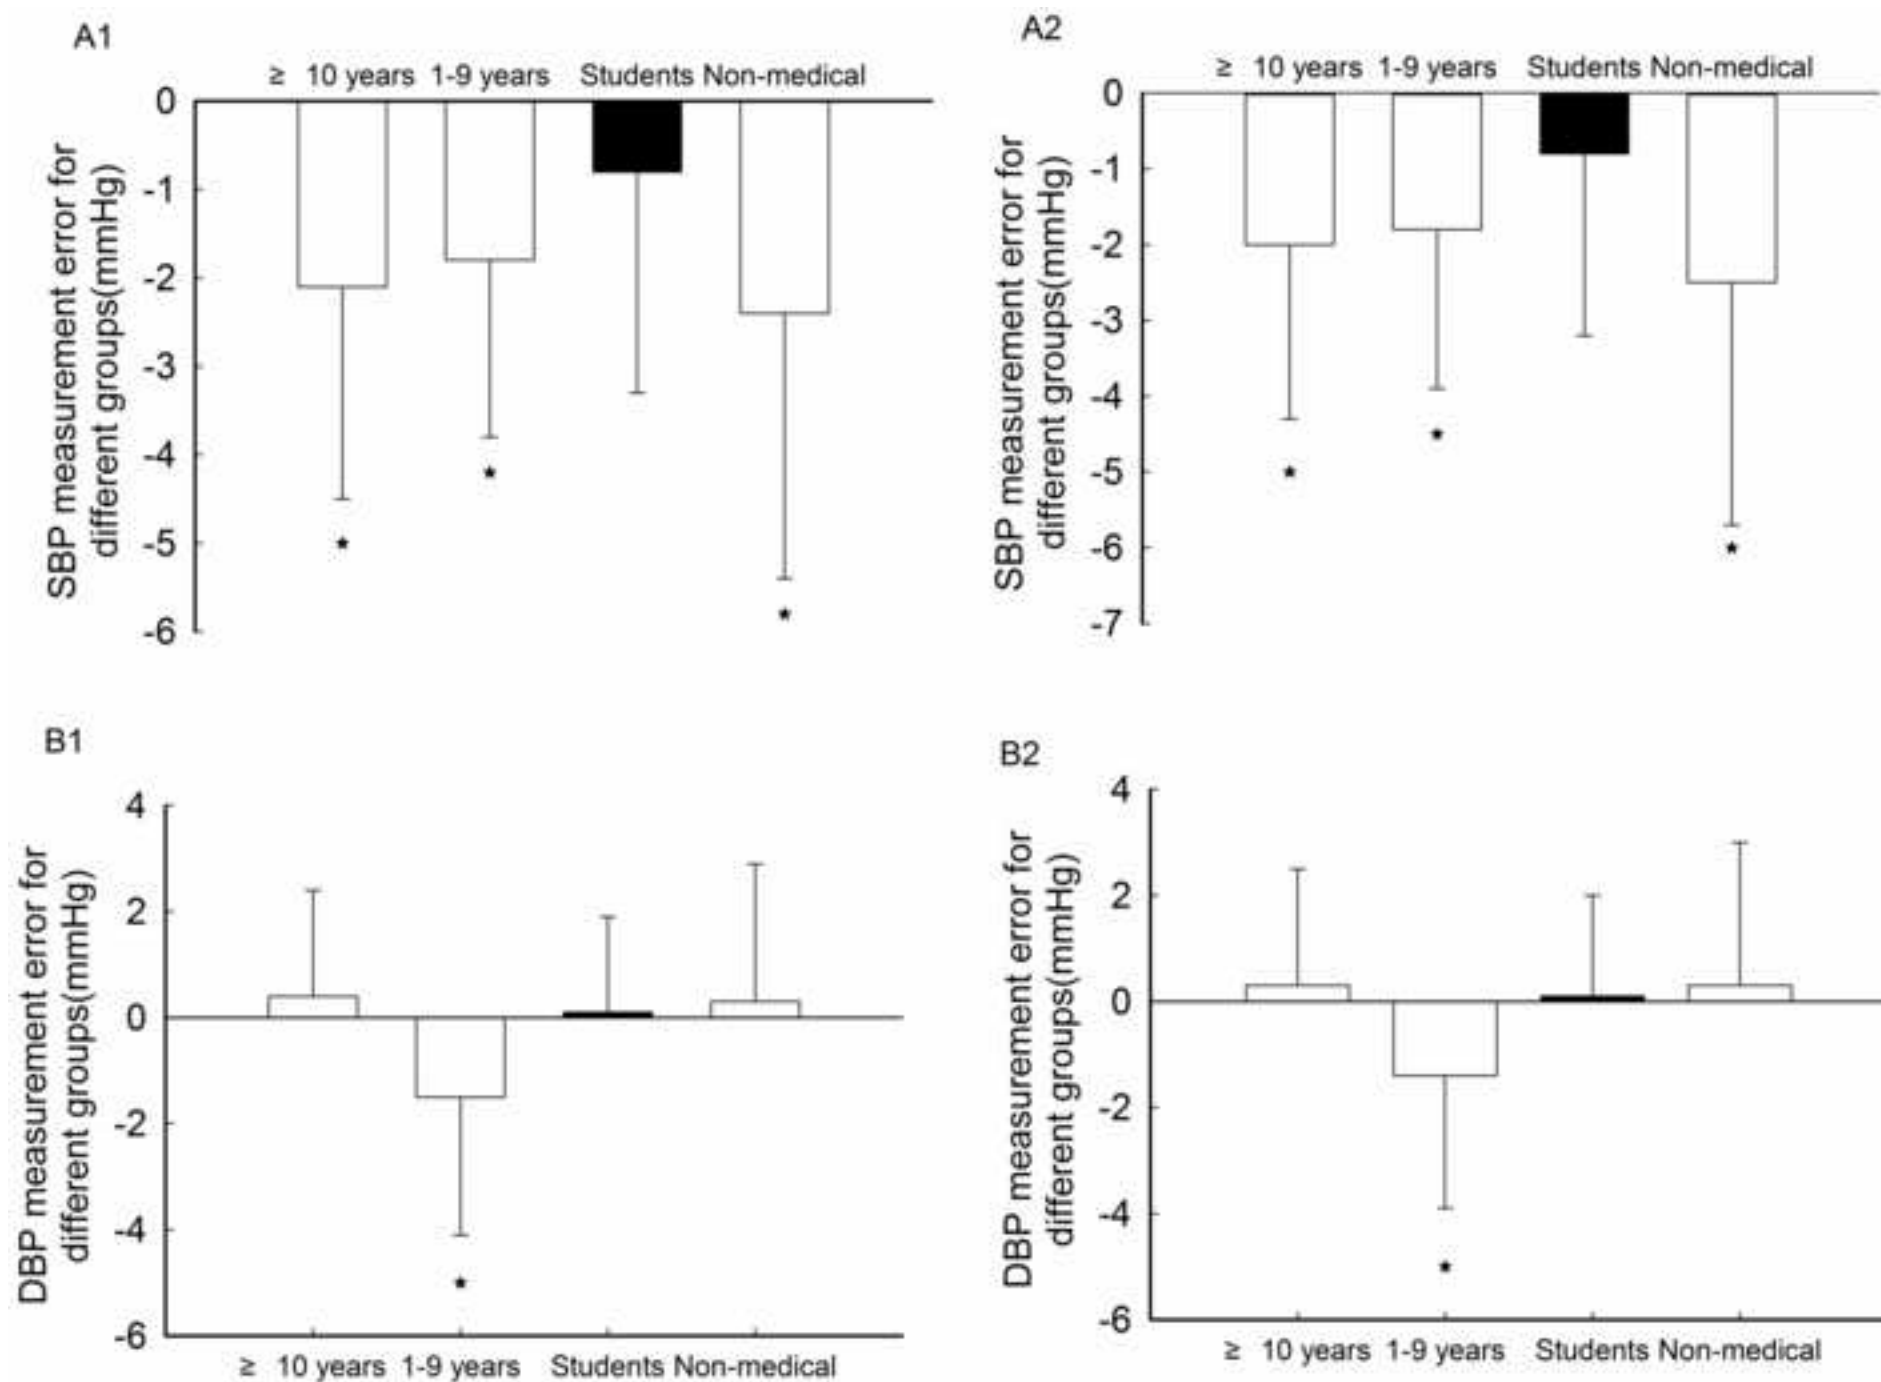 A1
≥ 10 years 1-9 years Students Non-medical
0
-1
-2
-3
-4
-5
-6
SBP measurement error for
different groups(mmHg)
A2
≥ 10 years 1-9 years Students Non-medical
0
-1
-2
-3
-4
-5
-6
-7
SBP measurement error for
different groups(mmHg)
B1
4
2
0
-2
-4
-6
DBP measurement error for
different groups(mmHg)
≥ 10 years 1-9 years Students Non-medical
B2
4
2
0
-2
-4
-6
DBP measurement error for
different groups(mmHg)
≥ 10 years 1-9 years Students Non-medical